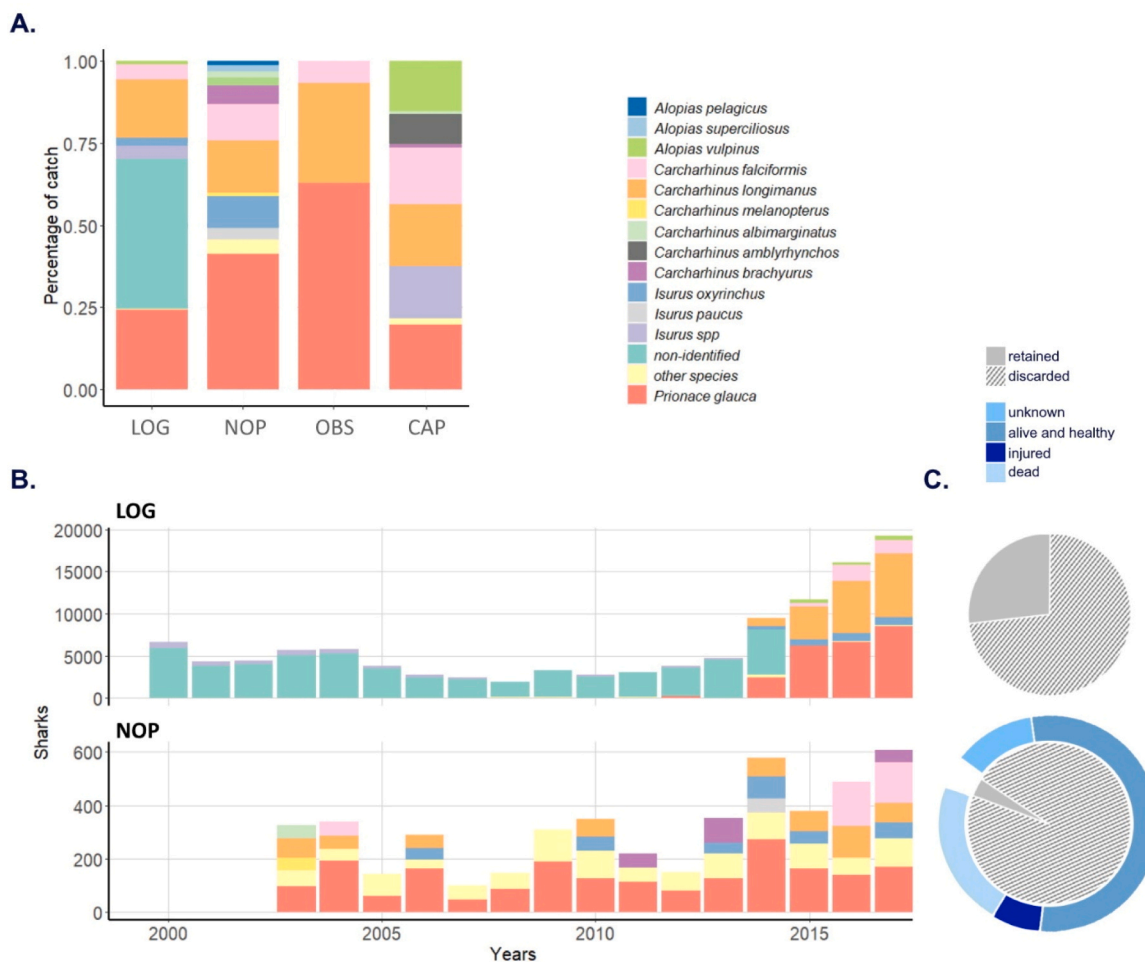 A.
1.00
0.75
0.50
0.25
0.00
Percentage of catch
LOG NOP OBS CAP
Alopias pelagicus
Alopias superciliosus
Alopias vulpinus
Carcharhinus falciformis
Carcharhinus longimanus
Carcharhinus melanopterus
Carcharhinus albimarginatus
Carcharhinus amblyrhynchos
Carcharhinus brachyurus
Isurus oxyrinchus
Isurus paucus
Isurus spp
non-identified
other species
Prionace glauca
retained
discarded
unknown
alive and healthy
injured
dead
B.
LOG
20000
15000
10000
5000
0
Sharks
NOP
600
400
200
0
2000 2005 2010 2015
Years
C.